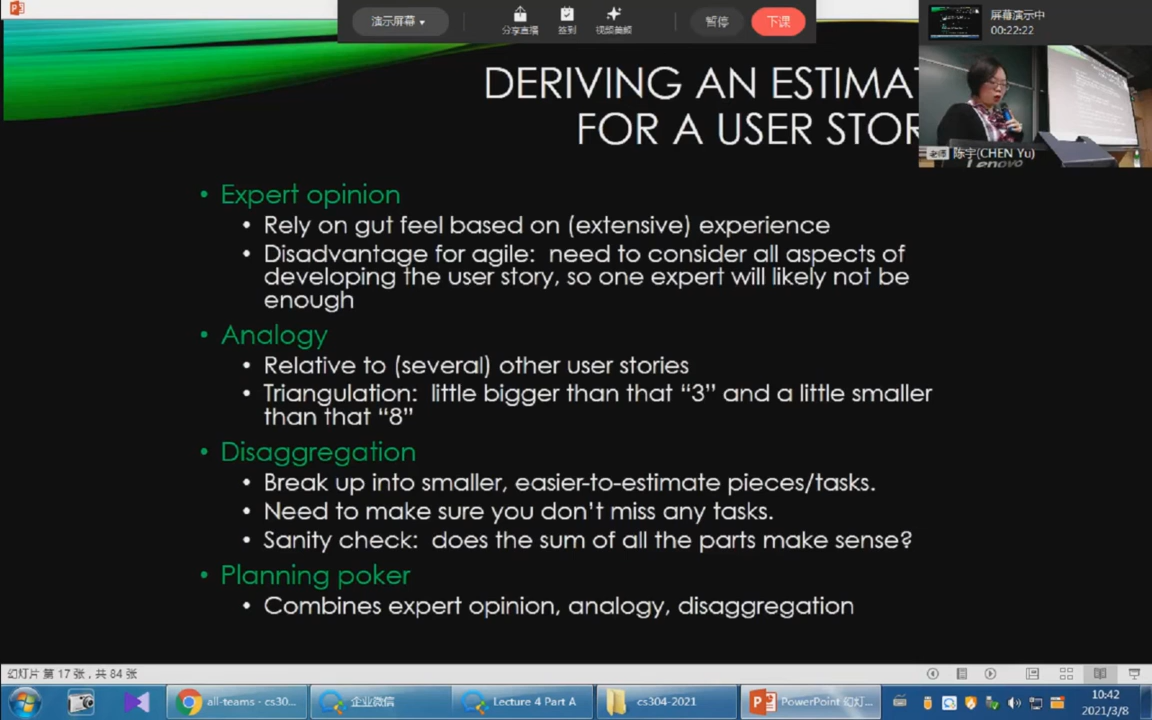 演示屏幕
分享直播
签到
视频美颜
暂停
下课
屏幕演示中
00:22:22
老师 陈宇(CHEN Yu)
Lenovo
DERIVING AN ESTIMA
FOR A USER STOR
• Expert opinion
• Rely on gut feel based on (extensive) experience
• Disadvantage for agile: need to consider all aspects of
developing the user story, so one expert will likely not be
enough
• Analogy
• Relative to (several) other user stories
• Triangulation: little bigger than that “3” and a little smaller
than that “8”
• Disaggregation
• Break up into smaller, easier-to-estimate pieces/tasks.
• Need to make sure you don’t miss any tasks.
• Sanity check: does the sum of all the parts make sense?
• Planning poker
• Combines expert opinion, analogy, disaggregation
幻灯片 第 17 张，共 84 张
all-teams - cs30...
企业微信
Lecture 4 Part A
cs304-2021
PowerPoint 幻灯...
10:42
2021/3/8